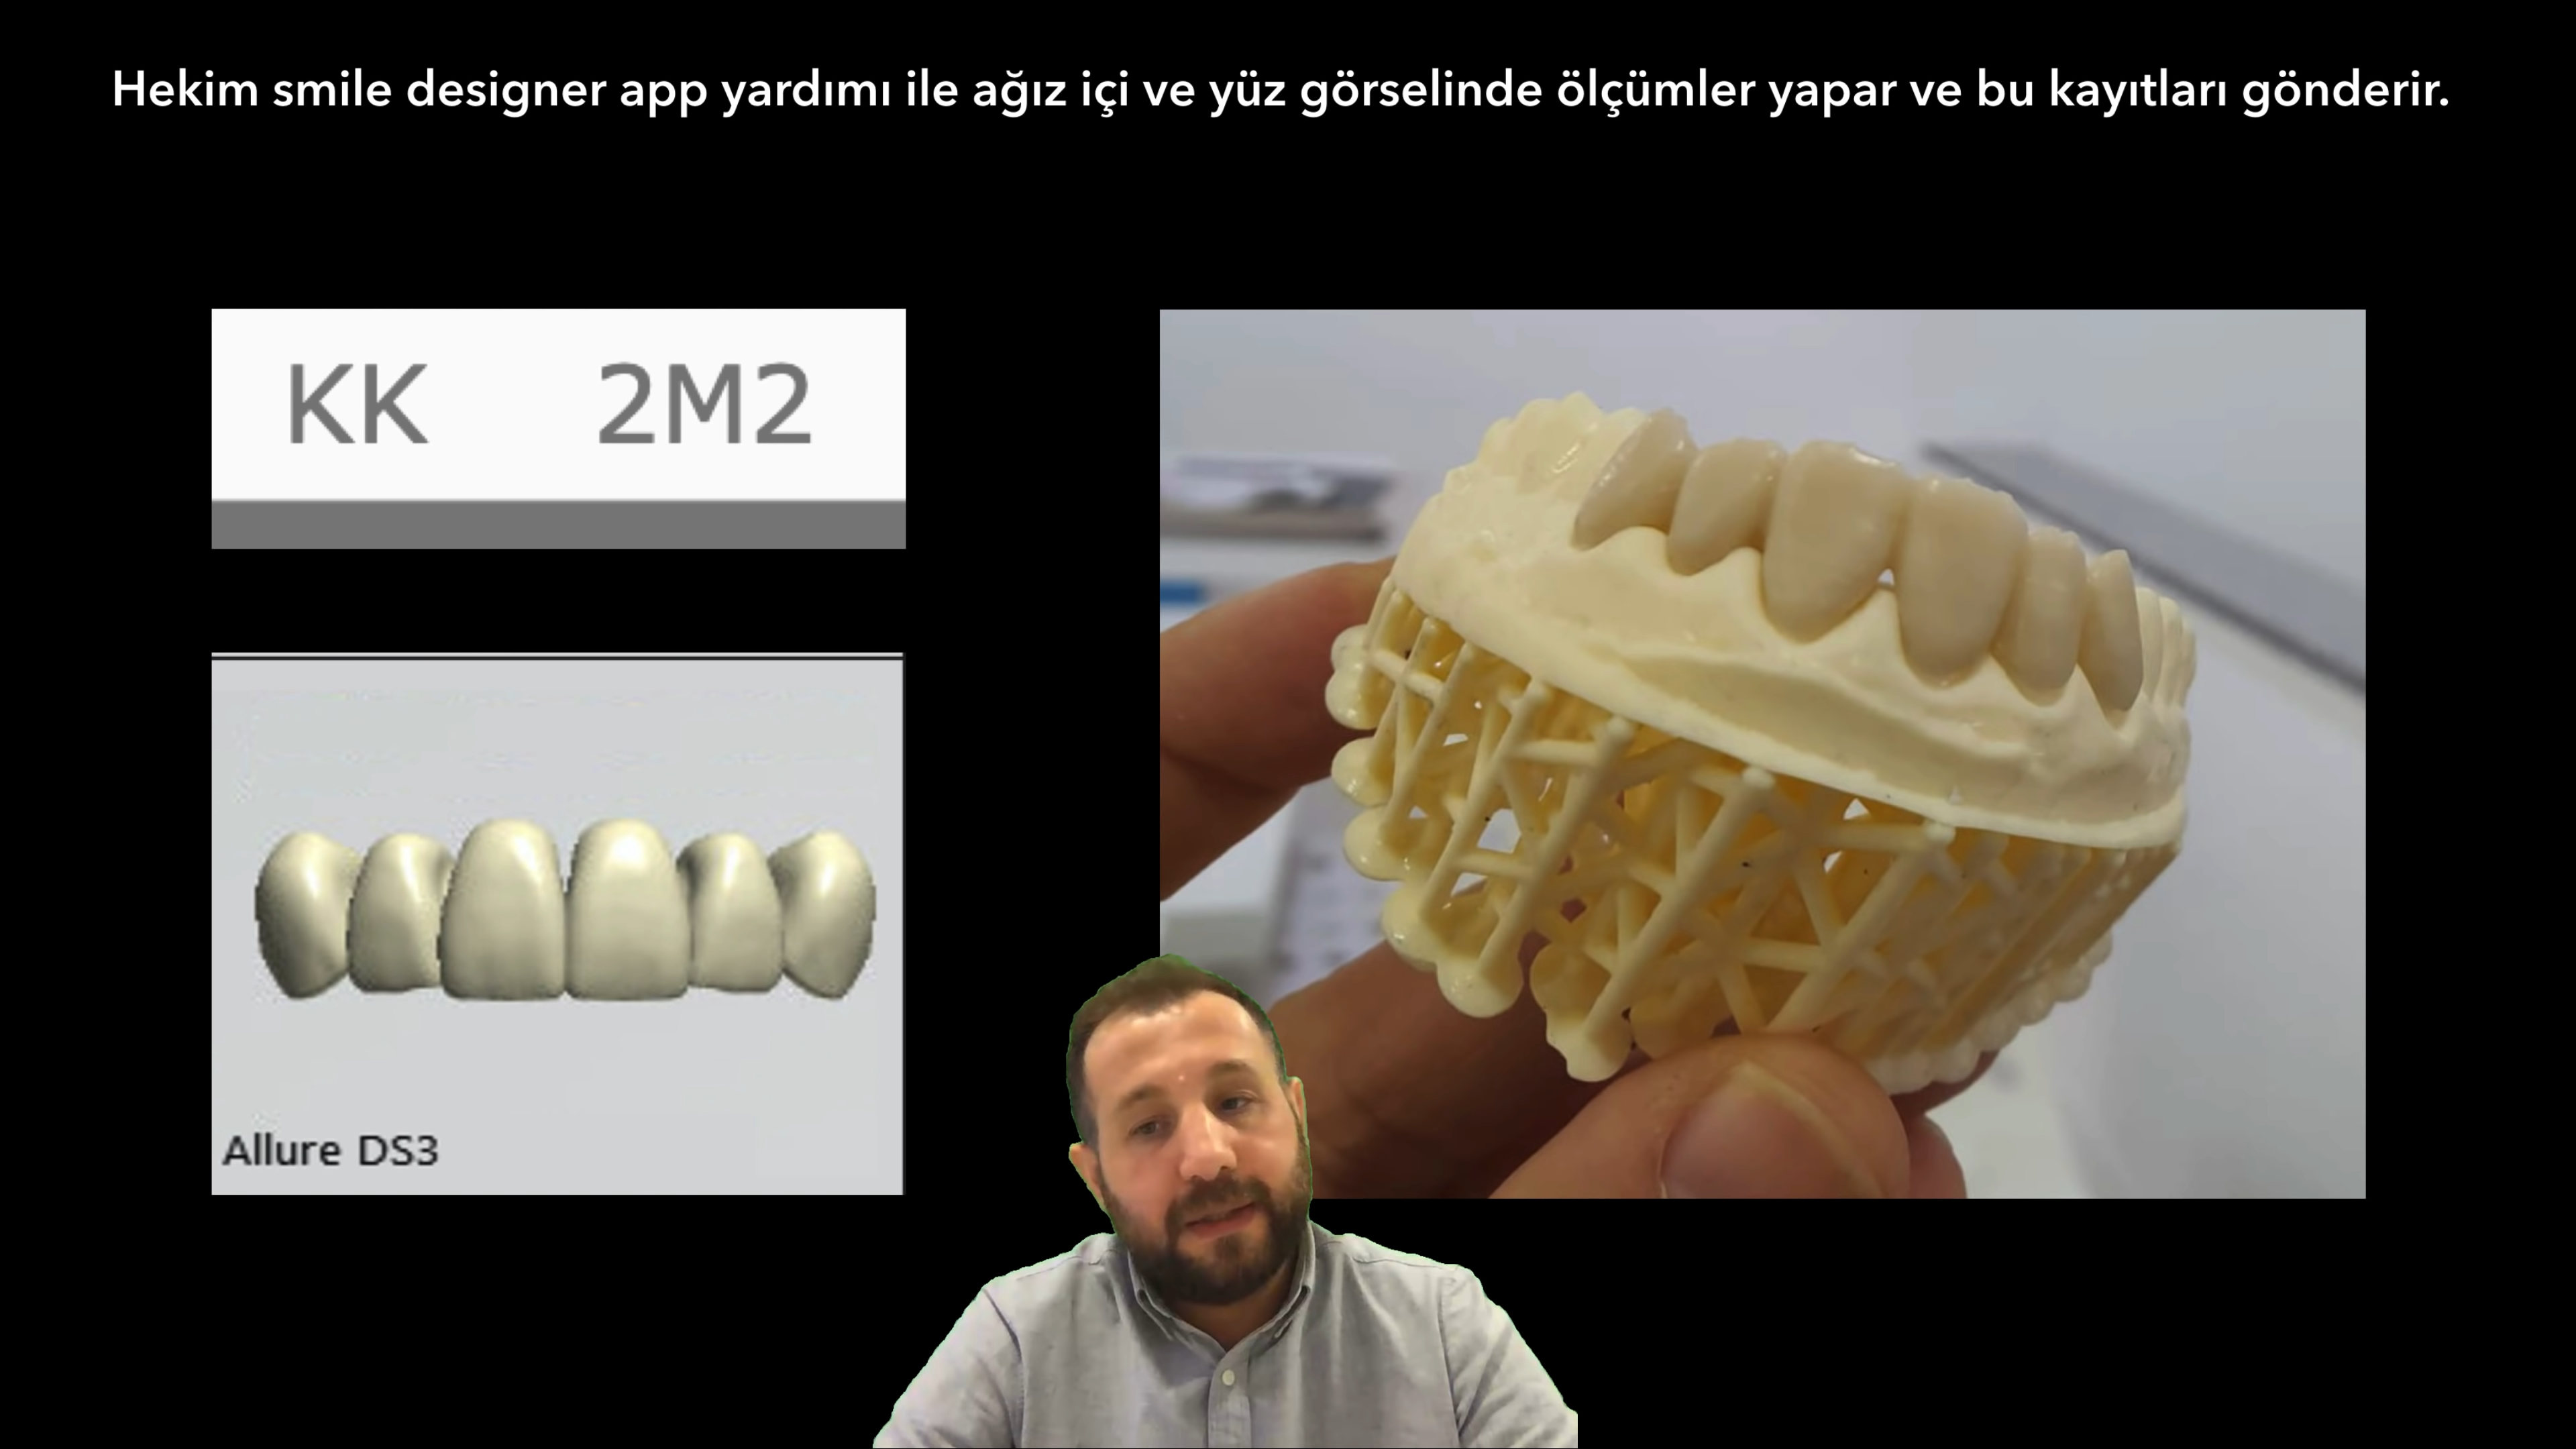 Hekim smile designer app yardımı ile ağız içi ve yüz görselinde ölçümler yapar ve bu kayıtları gönderir.
KK 2M2
Allure DS3